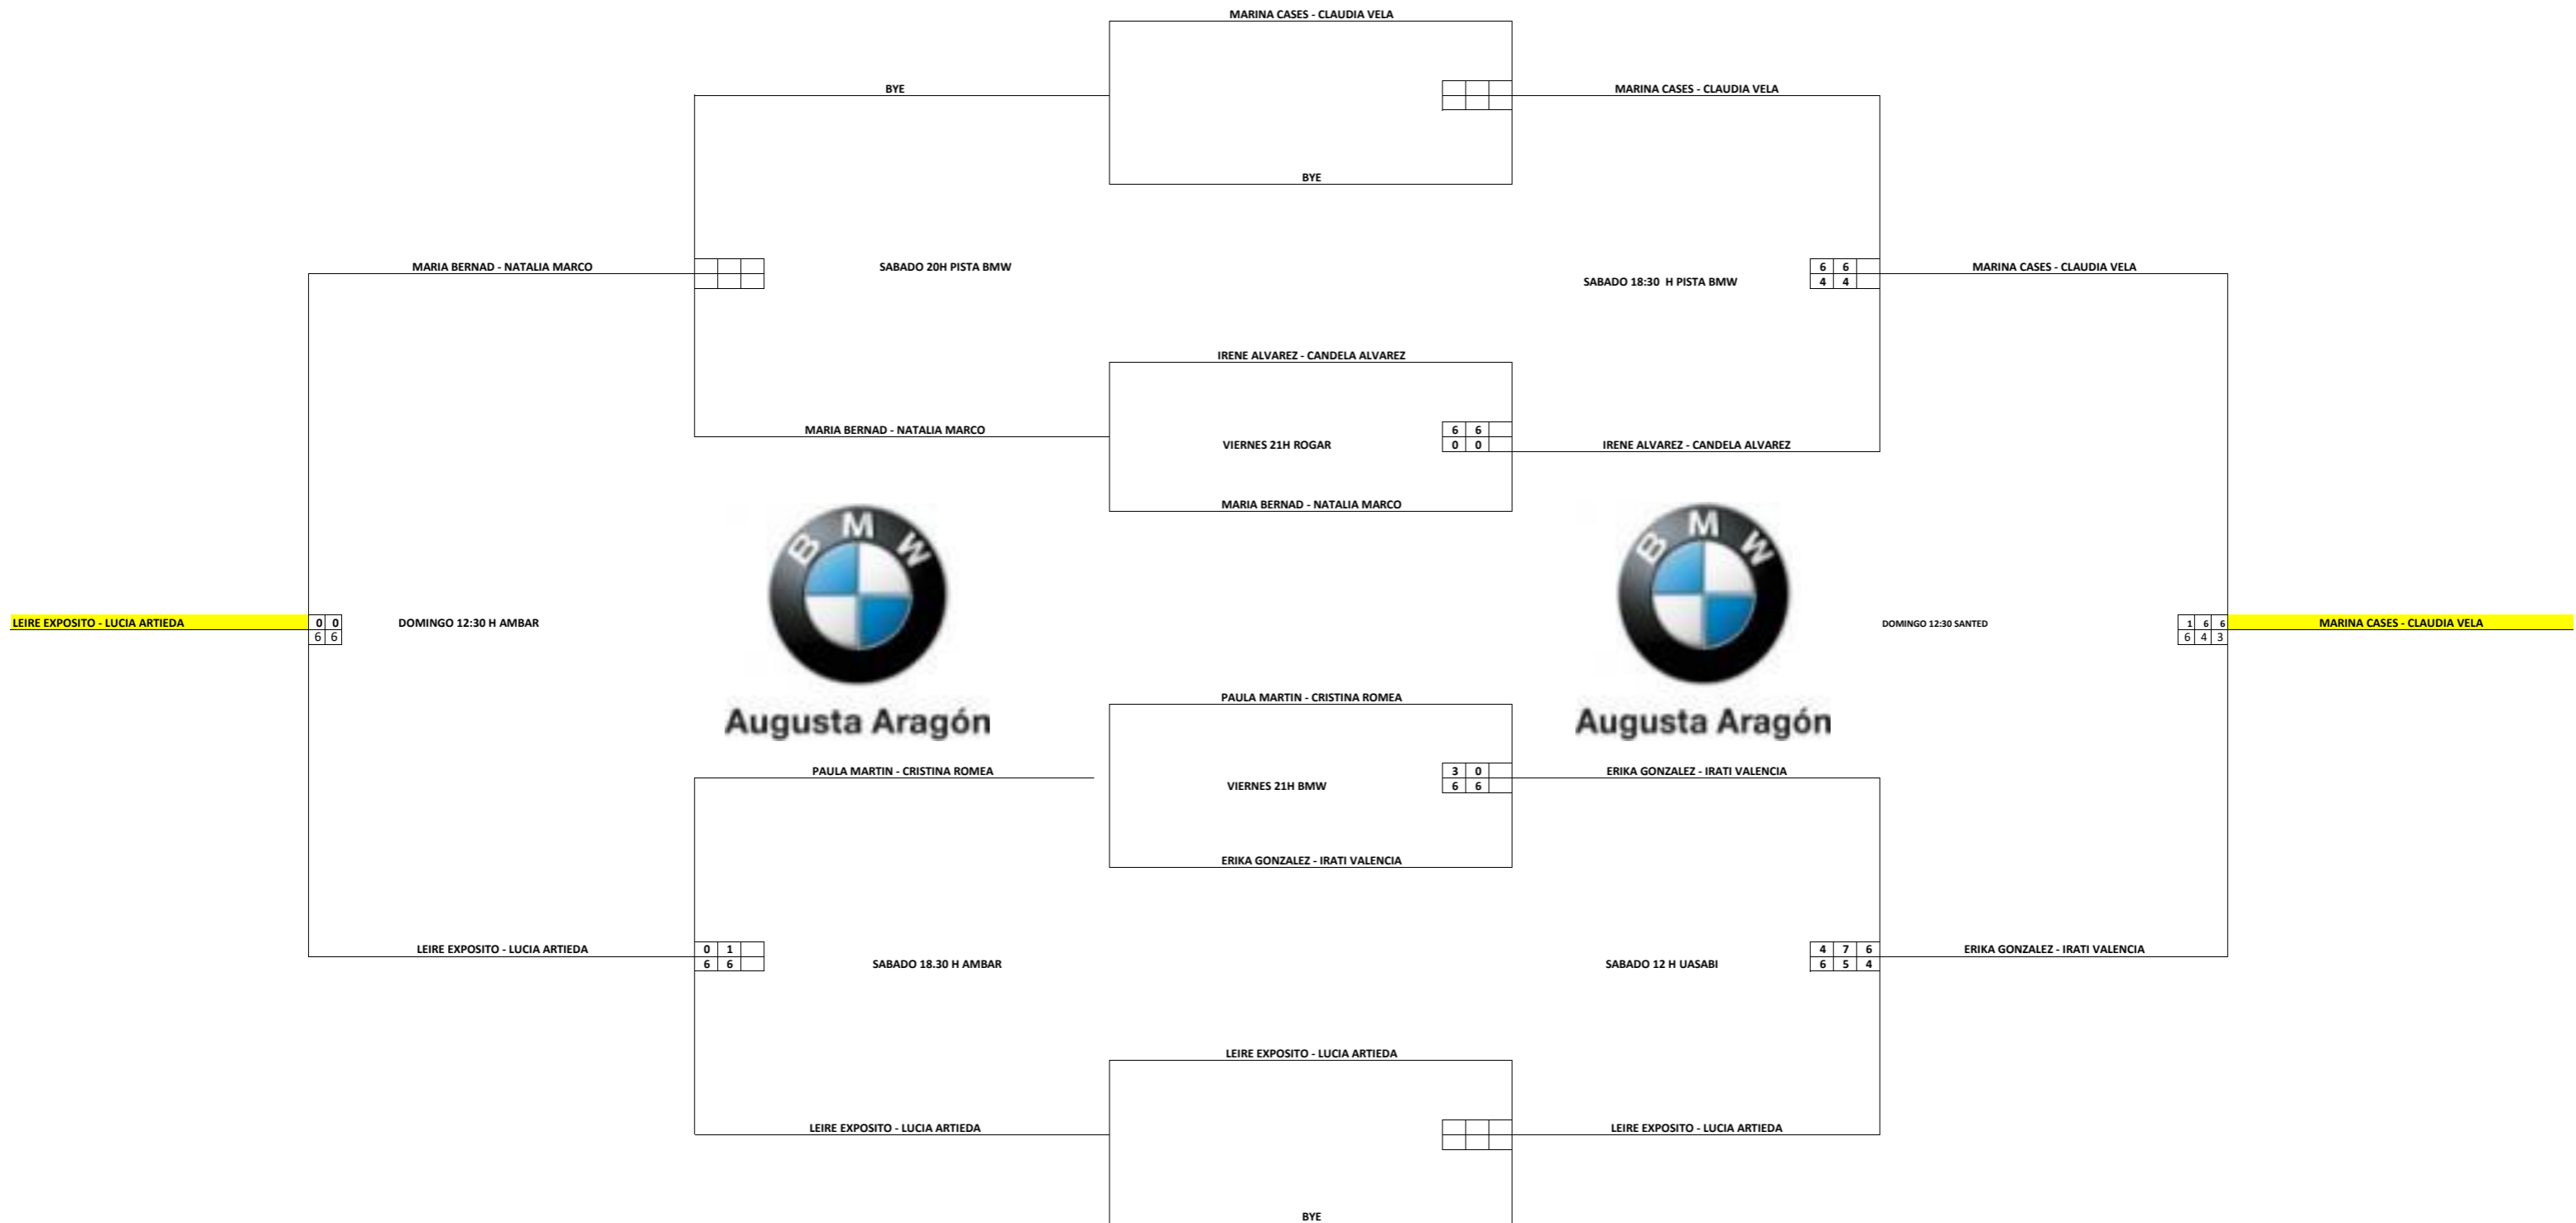 MARINA CASES - CLAUDIA VELA
BYE
MARINA CASES - CLAUDIA VELA
BYE
MARIA BERNAD - NATALIA MARCO
SABADO 20H PISTA BMW
6 6
MARINA CASES - CLAUDIA VELA
SABADO 18:30 H PISTA BMW
4 4
IRENE ALVAREZ - CANDELA ALVAREZ
MARIA BERNAD - NATALIA MARCO
6 6
VIERNES 21H ROGAR
0 0
IRENE ALVAREZ - CANDELA ALVAREZ
MARIA BERNAD - NATALIA MARCO
BMW
Augusta Aragón
BMW
Augusta Aragón
LEIRE EXPOSITO - LUCIA ARTIEDA
0 0
6 6
DOMINGO 12:30 H AMBAR
DOMINGO 12:30 SANTED
1 6 6
6 4 3
MARINA CASES - CLAUDIA VELA
PAULA MARTIN - CRISTINA ROMEA
PAULA MARTIN - CRISTINA ROMEA
VIERNES 21H BMW
3 0
6 6
ERIKA GONZALEZ - IRATI VALENCIA
ERIKA GONZALEZ - IRATI VALENCIA
LEIRE EXPOSITO - LUCIA ARTIEDA
0 1
6 6
SABADO 18.30 H AMBAR
SABADO 12 H UASABI
4 7 6
6 5 4
ERIKA GONZALEZ - IRATI VALENCIA
LEIRE EXPOSITO - LUCIA ARTIEDA
LEIRE EXPOSITO - LUCIA ARTIEDA
LEIRE EXPOSITO - LUCIA ARTIEDA
BYE